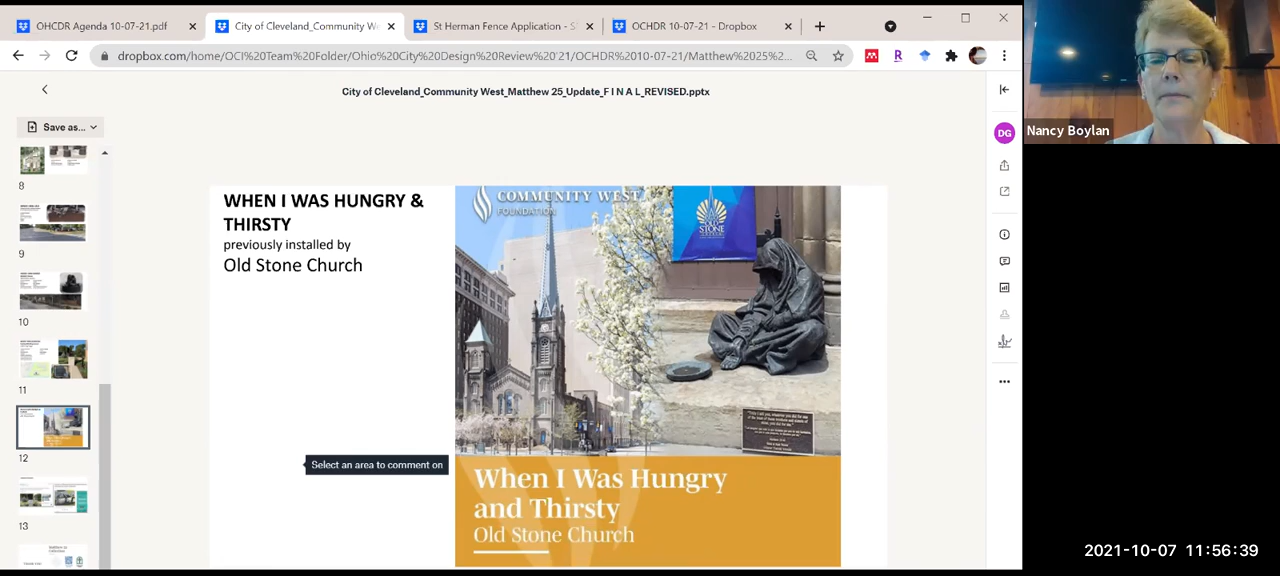 OHCDR Agenda 10-07-21.pdf
City of Cleveland_Community We
St Herman Fence Application - S
OCHDR 10-07-21 - Dropbox
dropbox.com/home/OCI%20Team%20Folder/Ohio%20City%20Design%20Review%20'21/OCHDR%2010-07-21/Matthew%2025%2...
City of Cleveland_Community West_Matthew 25_Update_F I N A L_REVISED.pptx
Save as...
DG
Nancy Boylan
8
9
10
11
12
13
WHEN I WAS HUNGRY &
THIRSTY
previously installed by
Old Stone Church
COMMUNITY WEST
FOUNDATION
OLD
STONE
Select an area to comment on
When I Was Hungry
and Thirsty
Old Stone Church
2021-10-07 11:56:39